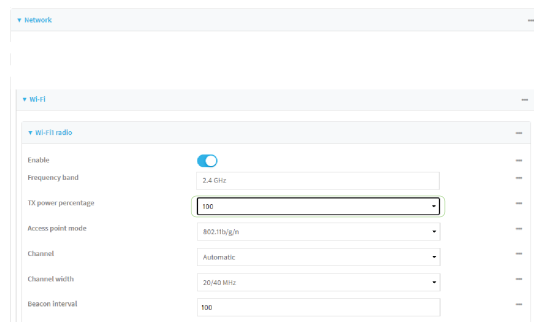 Network
Wi-Fi
Wi-Fi1 radio
Enable
Frequency band 2.4 GHz
TX power percentage 100
Access point mode 802.11b/g/n
Channel Automatic
Channel width 20/40 MHz
Beacon interval 100